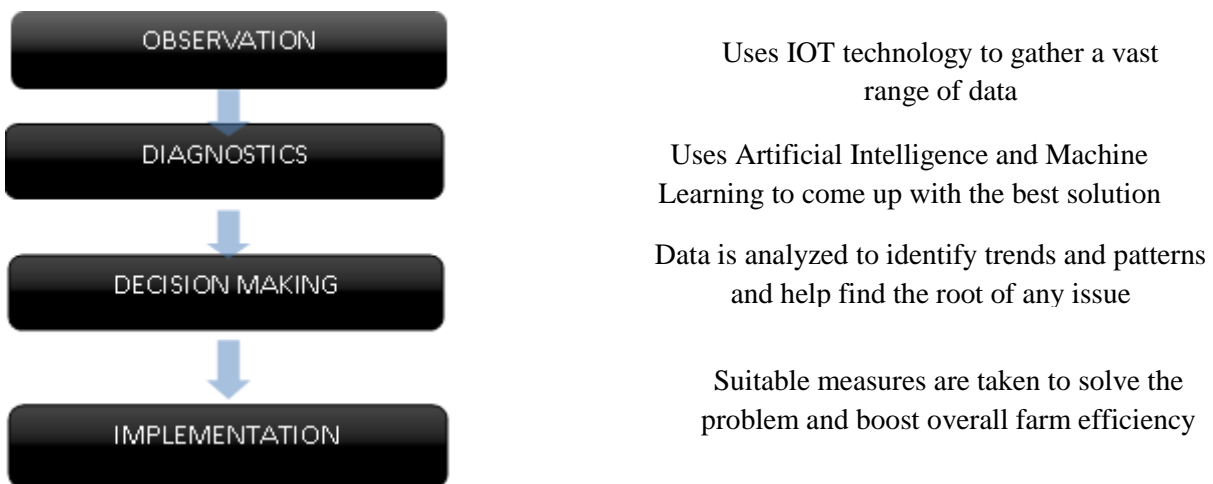 OBSERVATION
Uses IOT technology to gather a vast
range of data
DIAGNOSTICS
Uses Artificial Intelligence and Machine
Learning to come up with the best solution
DECISION MAKING
Data is analyzed to identify trends and patterns
and help find the root of any issue
IMPLEMENTATION
Suitable measures are taken to solve the
problem and boost overall farm efficiency